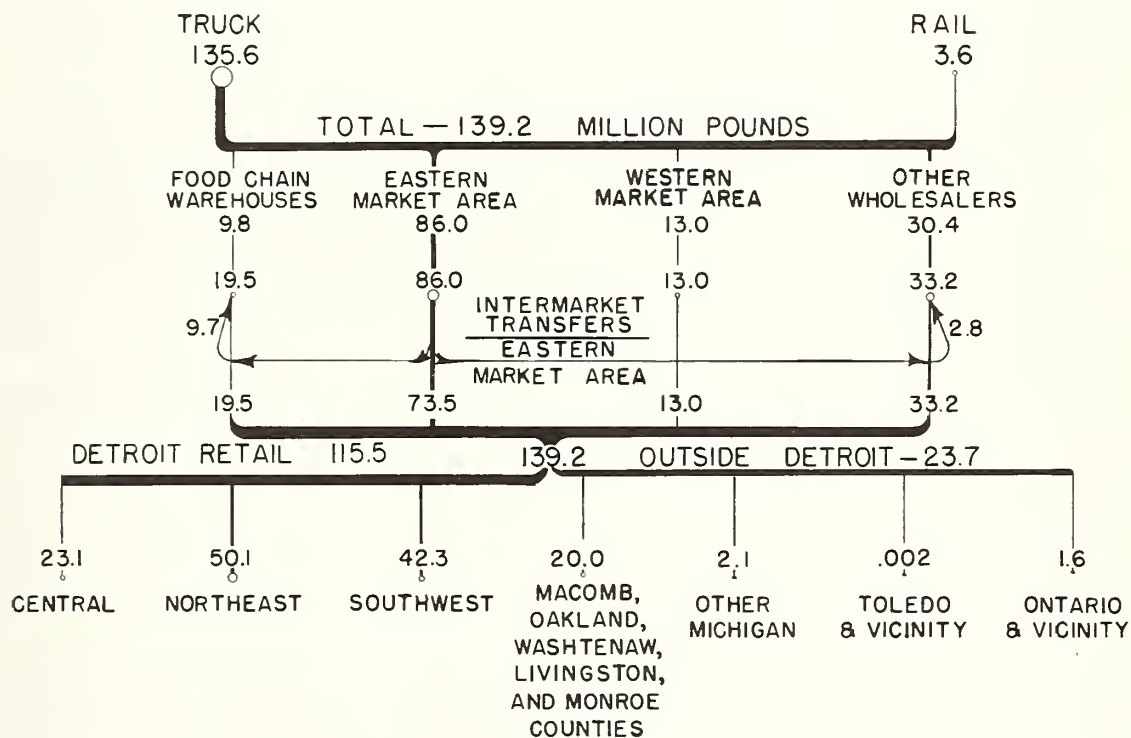 TRUCK
135.6
RAIL
3.6
TOTAL — 139.2 MILLION POUNDS
FOOD CHAIN
WAREHOUSES
9.8
EASTERN
MARKET AREA
86.0
WESTERN
MARKET AREA
13.0
OTHER
WHOLESALERS
30.4
19.5
86.0
13.0
33.2
9.7
INTERMARKET
TRANSFERS
EASTERN
MARKET AREA
2.8
19.5
73.5
13.0
33.2
DETROIT RETAIL 115.5
139.2
OUTSIDE DETROIT — 23.7
23.1
CENTRAL
50.1
NORTHEAST
42.3
SOUTHWEST
20.0
MACOMB,
OAKLAND,
WASHTENAW,
LIVINGSTON,
AND MONROE
COUNTIES
2.1
OTHER
MICHIGAN
.002
TOLEDO
& VICINITY
1.6
ONTARIO
& VICINITY